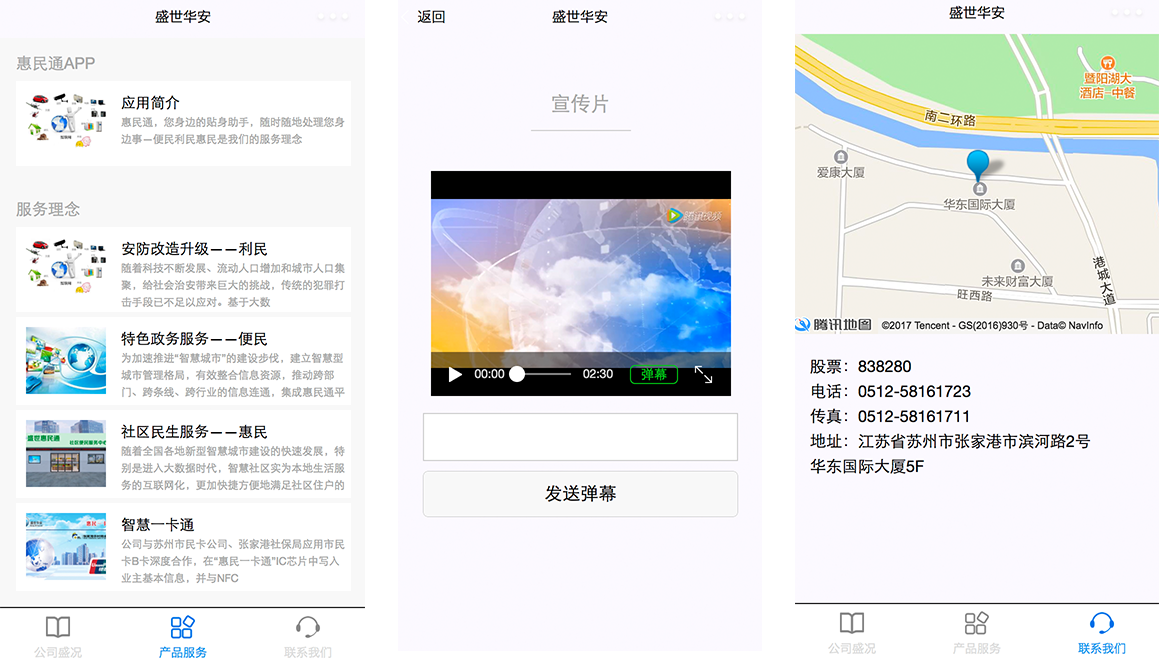 盛世华安
惠民通APP
应用简介
惠民通，您身边的贴身助手，随时随地处理您身
边事—便民利民惠民是我们的服务理念
服务理念
安防改造升级——利民
随着科技不断发展、流动人口增加和城市人口集
聚，给社会治安带来巨大的挑战，传统的犯罪打
击手段已不足以应对。基于大数
特色政务服务——便民
为加速推进“智慧城市”的建设步伐，建立智慧型
城市管理格局，有效整合信息资源，推动跨部
门、跨条线、跨行业的信息连通，集成惠民通平
社区民生服务——惠民
随着全国各地新型智慧城市建设的快速发展，特
别是进入大数据时代，智慧社区实为本地生活服
务的互联网化，更加快捷方便地满足社区住户的
智慧一卡通
公司与苏州市民卡公司、张家港社保局应用市民
卡B卡深度合作，在“惠民一卡通”IC芯片中写入
业主基本信息，并与NFC
公司盛况
产品服务
联系我们
返回
盛世华安
宣传片
腾讯视频
00:00
02:30
弹幕
发送弹幕
盛世华安
暨阳湖大
酒店-中餐
南二环路
爱康大厦
华东国际大厦
港城大道
未来财富大厦
旺西路
腾讯地图
©2017 Tencent - GS(2016)930号 - Data© NavInfo
股票：838280
电话：0512-58161723
传真：0512-58161711
地址：江苏省苏州市张家港市滨河路2号
华东国际大厦5F
公司盛况
产品服务
联系我们